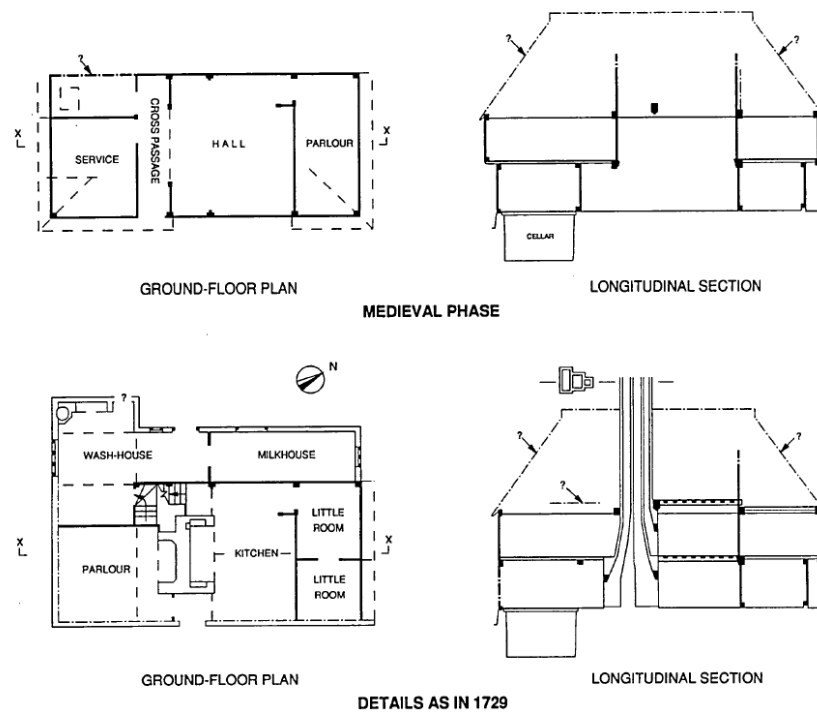 ?
?
?
CROSS PASSAGE
X
X
HALL
SERVICE
PARLOUR
CELLAR
GROUND-FLOOR PLAN
LONGITUDINAL SECTION
MEDIEVAL PHASE
N
?
?
?
WASH-HOUSE
MILKHOUSE
?
LITTLE
ROOM
X
X
KITCHEN
PARLOUR
LITTLE
ROOM
GROUND-FLOOR PLAN
LONGITUDINAL SECTION
DETAILS AS IN 1729